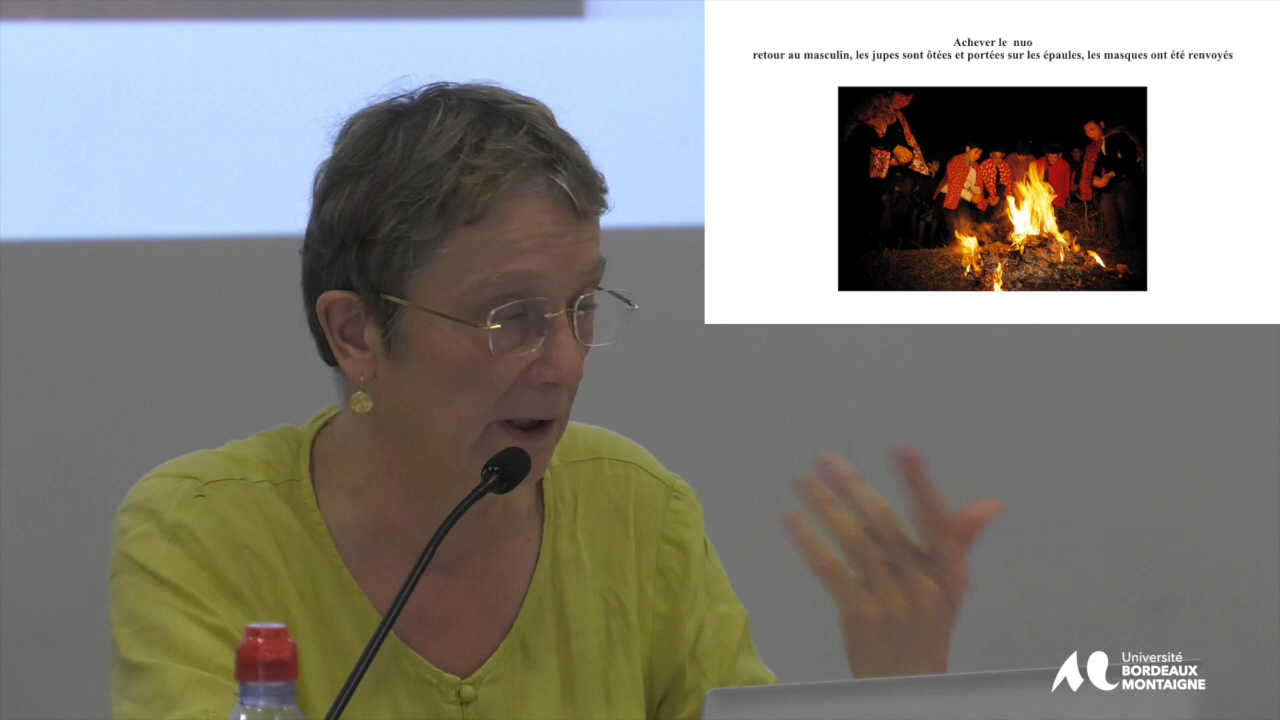 Achever le nuo
retour au masculin, les jupes sont ôtées et portées sur les épaules, les masques ont été renvoyés
Université
BORDEAUX
MONTAIGNE